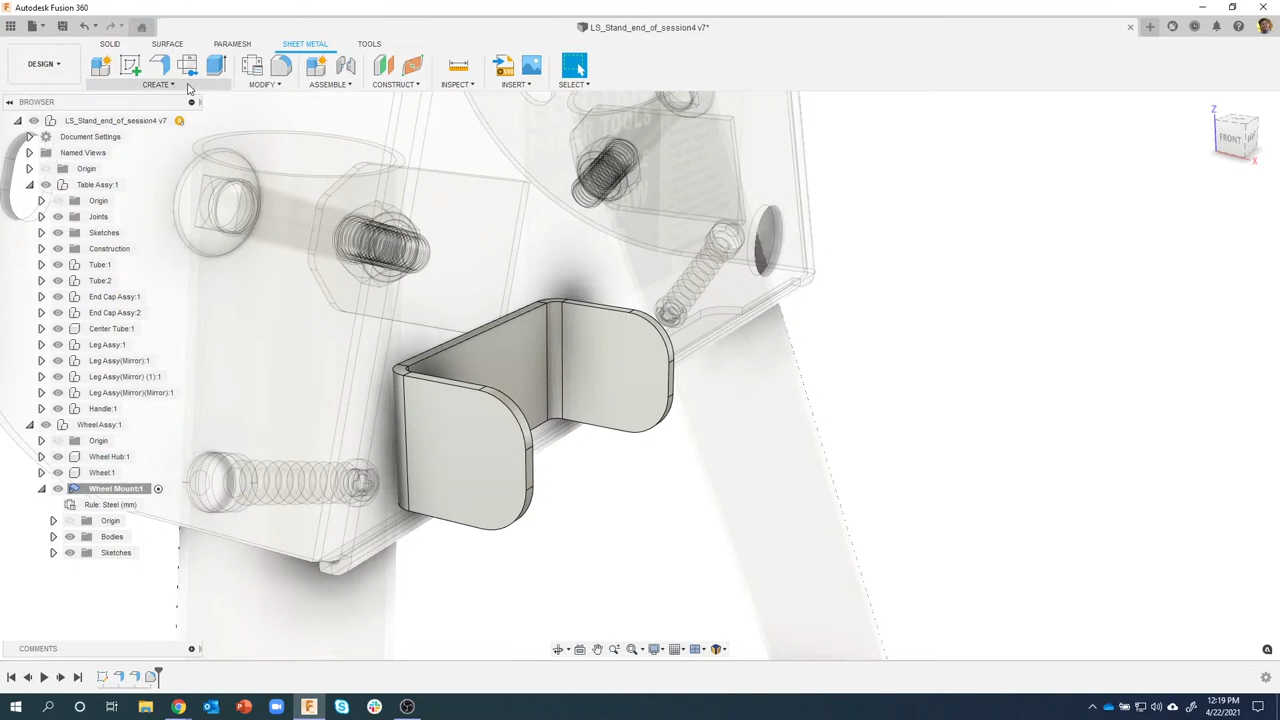 Autodesk Fusion 360
LS_Stand_end_of_session4 v7*
SOLID
SURFACE
PARAMESH
SHEET METAL
TOOLS
DESIGN
CREATE
MODIFY
ASSEMBLE
CONSTRUCT
INSPECT
INSERT
SELECT
BROWSER
LS_Stand_end_of_session4 v7
Document Settings
Named Views
Origin
Table Assy:1
Origin
Joints
Sketches
Construction
Tube:1
Tube:2
End Cap Assy:1
End Cap Assy:2
Center Tube:1
Leg Assy:1
Leg Assy(Mirror):1
Leg Assy(Mirror) (1):1
Leg Assy(Mirror)(Mirror):1
Handle:1
Wheel Assy:1
Origin
Wheel Hub:1
Wheel:1
Wheel Mount:1
Rule: Steel (mm)
Origin
Bodies
Sketches
Z
FRONT
X
COMMENTS
12:19 PM
4/22/2021